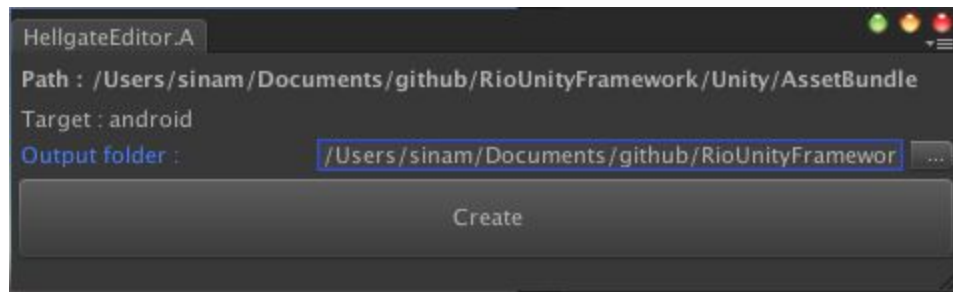 HellgateEditor.A
Path : /Users/sinam/Documents/github/RioUnityFramework/Unity/AssetBundle
Target : android
Output folder : /Users/sinam/Documents/github/RioUnityFramewor ...
Create